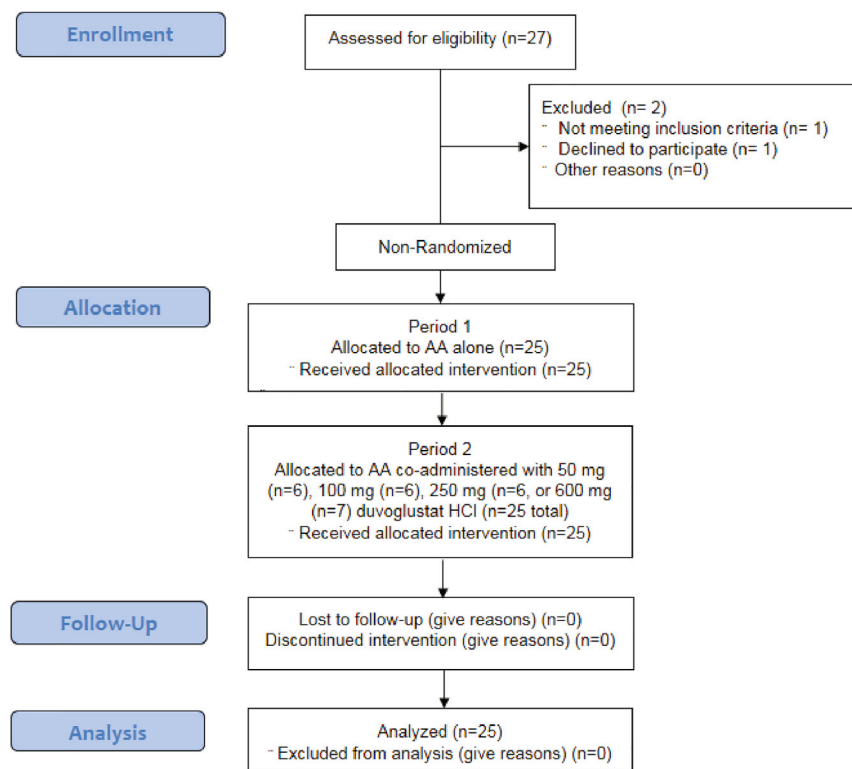 Enrollment
Assessed for eligibility (n=27)
Excluded (n= 2)
¨ Not meeting inclusion criteria (n= 1)
¨ Declined to participate (n= 1)
¨ Other reasons (n=0)
Non-Randomized
Allocation
Period 1
Allocated to AA alone (n=25)
¨ Received allocated intervention (n=25)
Period 2
Allocated to AA co-administered with 50 mg
(n=6), 100 mg (n=6), 250 mg (n=6, or 600 mg
(n=7) duvoglustat HCl (n=25 total)
¨ Received allocated intervention (n=25)
Follow-Up
Lost to follow-up (give reasons) (n=0)
Discontinued intervention (give reasons) (n=0)
Analysis
Analyzed (n=25)
¨ Excluded from analysis (give reasons) (n=0)